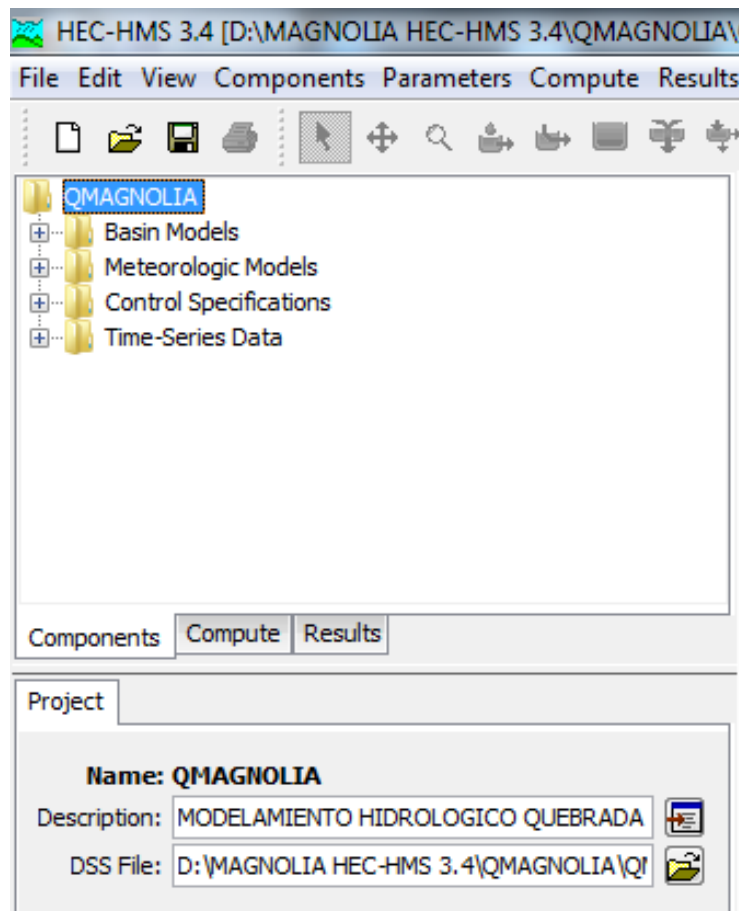 HEC-HMS 3.4 [D:\MAGNOLIA HEC-HMS 3.4\QMAGNOLIA\
File Edit View Components Parameters Compute Results
QMAGNOLIA
Basin Models
Meteorologic Models
Control Specifications
Time-Series Data
Components Compute Results
Project
Name: QMAGNOLIA
Description: MODELAMIENTO HIDROLOGICO QUEBRADA
DSS File: D:\MAGNOLIA HEC-HMS 3.4\QMAGNOLIA\